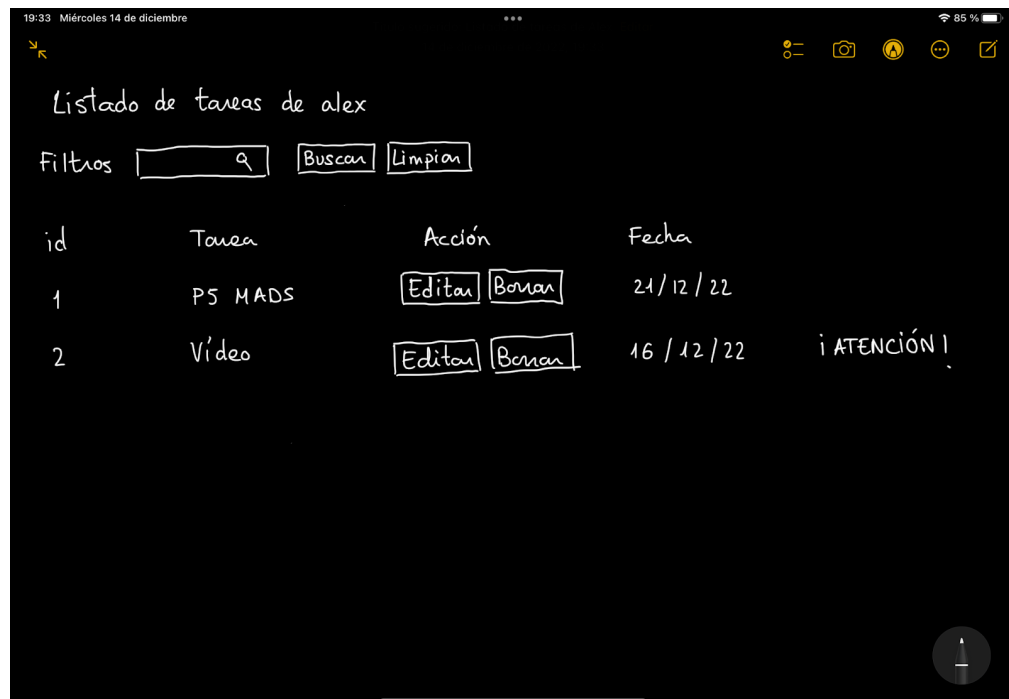 19:33 Miércoles 14 de diciembre 85 %
Listado de tareas de alex
Filtros Buscar Limpiar
id Tarea Acción Fecha
1 P5 MADS Editar Borrar 21/12/22
2 Vídeo Editar Borrar 16/12/22 ¡ATENCIÓN!